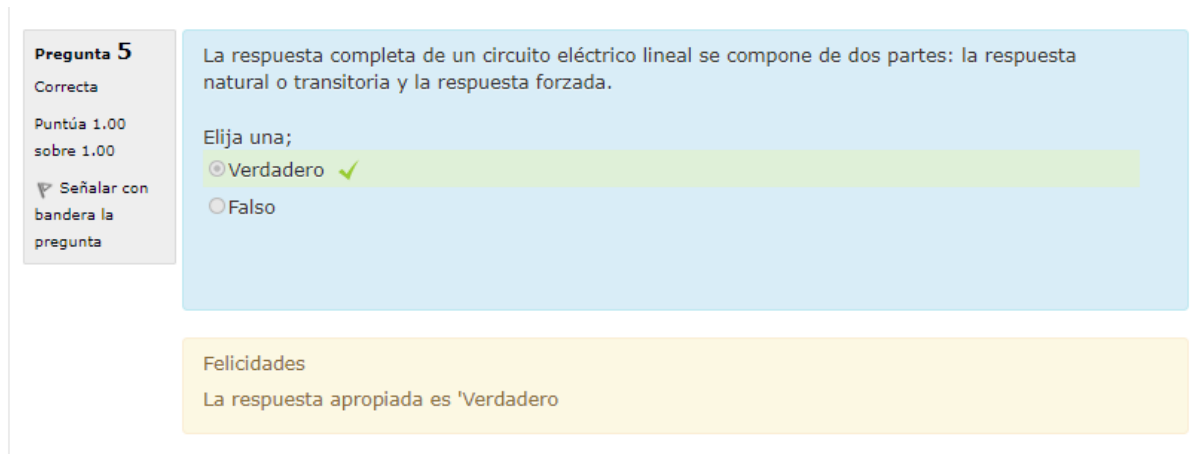 Pregunta 5
Correcta
Puntúa 1.00
sobre 1.00
Señalar con
bandera la
pregunta
La respuesta completa de un circuito eléctrico lineal se compone de dos partes: la respuesta
natural o transitoria y la respuesta forzada.
Elija una;
Verdadero
Falso
Felicidades
La respuesta apropiada es 'Verdadero